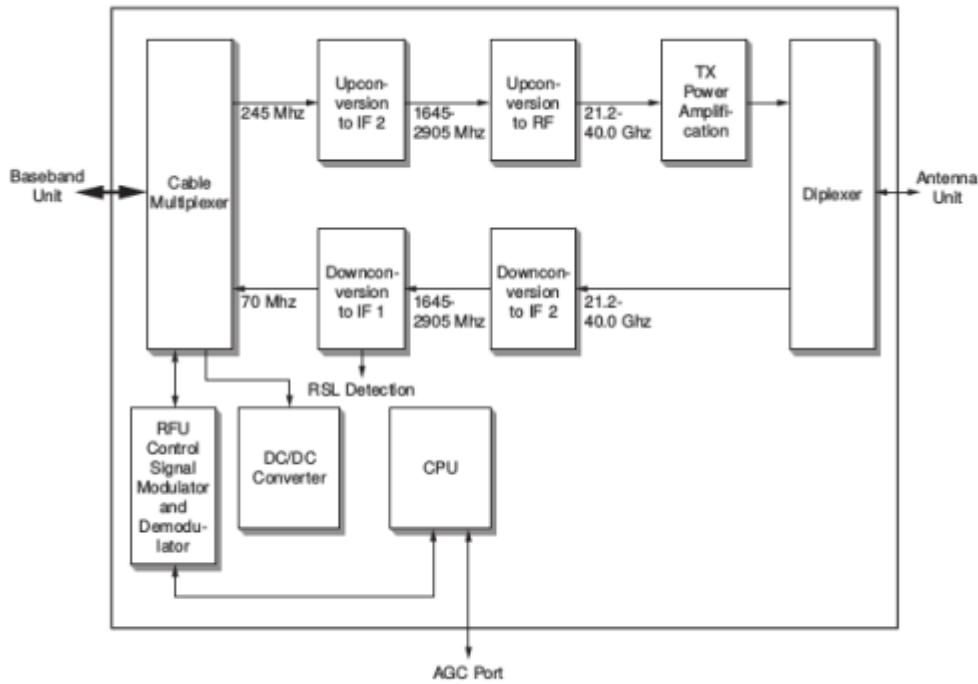 Upcon-
version
to IF 2
Upcon-
version
to RF
TX
Power
Amplifi-
cation
245 Mhz
1645-
2905 Mhz
21.2-
40.0 Ghz
Baseband
Unit
Cable
Multiplexer
Diplexer
Antenna
Unit
Downcon-
version
to IF 1
Downcon-
version
to IF 2
70 Mhz
1645-
2905 Mhz
21.2-
40.0 Ghz
RSL Detection
RFU
Control
Signal
Modulator
and
Demodu-
lator
DC/DC
Converter
CPU
AGC Port